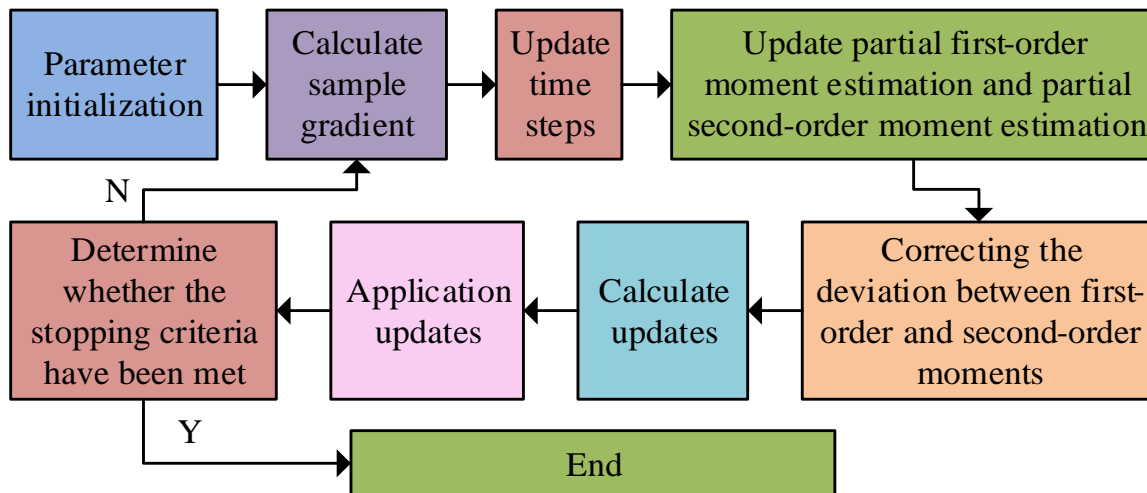 Parameter
initialization
Calculate
sample
gradient
Update
time
steps
Update partial first-order
moment estimation and partial
second-order moment estimation
N
Determine
whether the
stopping criteria
have been met
Application
updates
Calculate
updates
Correcting the
deviation between first-
order and second-order
moments
Y
End